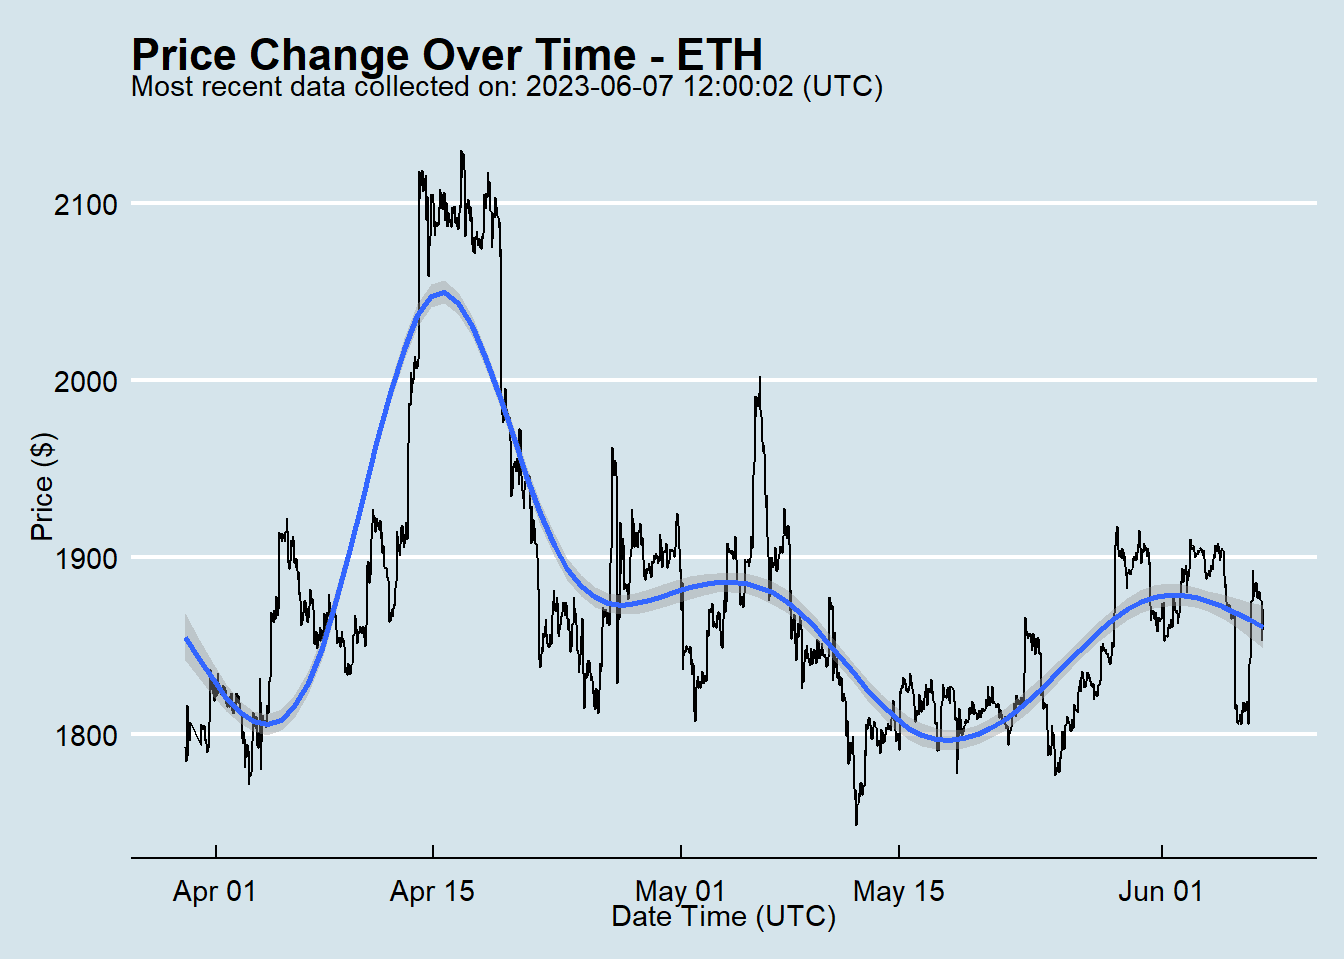 Price Change Over Time - ETH
Most recent data collected on: 2023-06-07 12:00:02 (UTC)
2100
2000
1900
1800
Price ($)
Apr 01
Apr 15
May 01
May 15
Jun 01
Date Time (UTC)